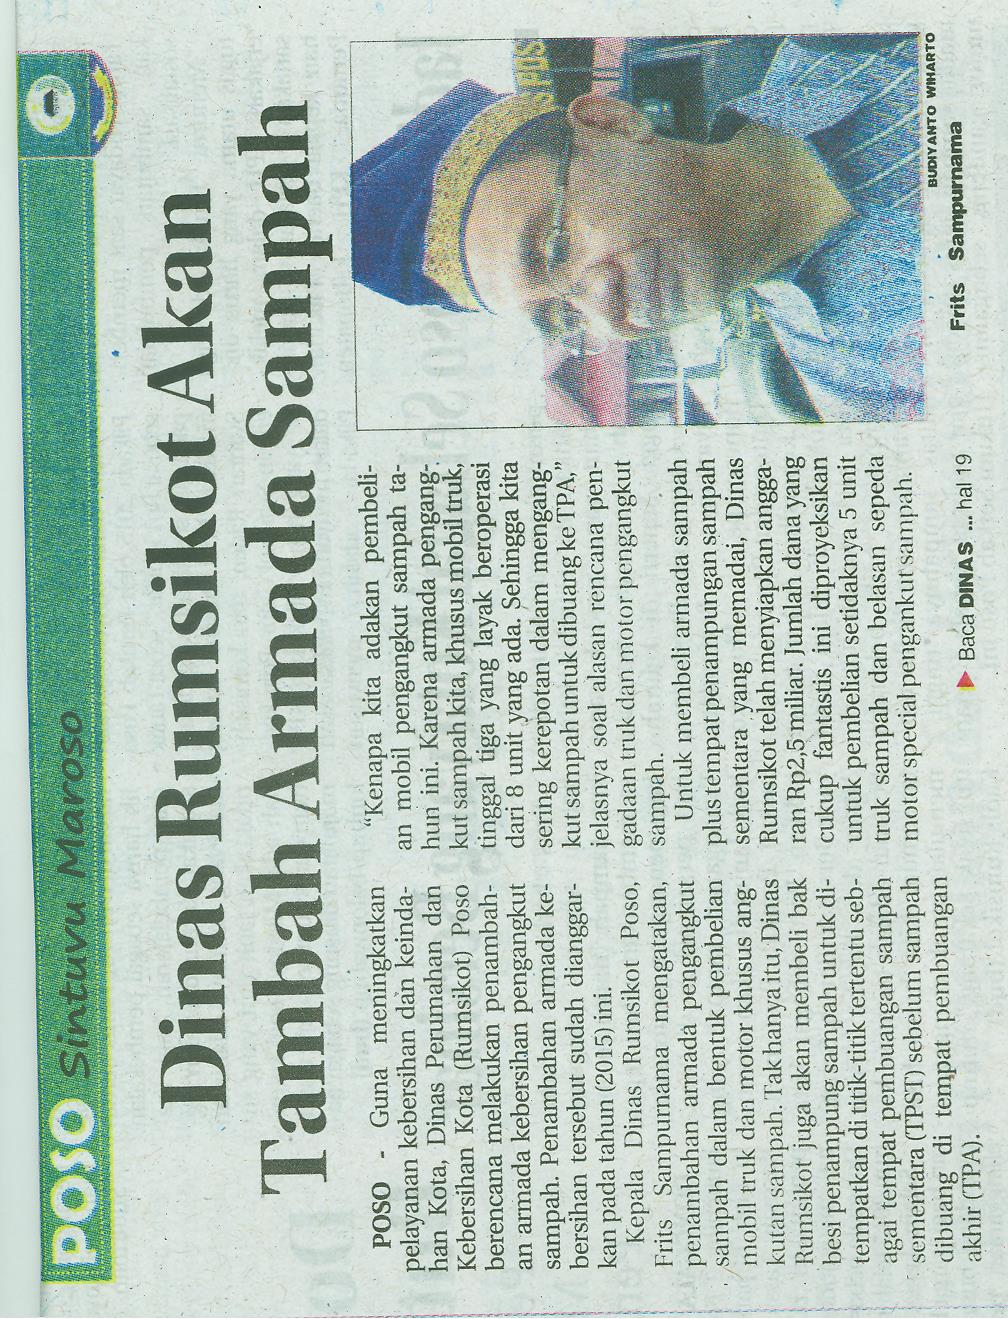 POSO Sintuvu Maroso
Dinas Rumsikot Akan
Tambah Armada Sampah
POSO - Guna meningkatkan
pelayanan kebersihan dan keinda-
han Kota, Dinas Perumahan dan
Kebersihan Kota (Rumsikot) Poso
berencana melakukan penambah-
an armada kebersihan pengangkut
sampah. Penambahan armada ke-
bersihan tersebut sudah dianggar-
kan pada tahun (2015) ini.
Kepala Dinas Rumsikot Poso,
Frits Sampurnama mengatakan,
penambahan armada pengangkut
sampah dalam bentuk pembelian
mobil truk dan motor khusus ang-
kutan sampah. Tak hanya itu, Dinas
Rumsikot juga akan membeli bak
besi penampung sampah untuk di-
tempatkan di titik-titik tertentu seb-
agai tempat pembuangan sampah
sementara (TPST) sebelum sampah
dibuang di tempat pembuangan
akhir (TPA).
“Kenapa kita adakan pembeli-
an mobil pengangkut sampah ta-
hun ini. Karena armada pengang-
kut sampah kita, khusus mobil truk,
tinggal tiga yang layak beroperasi
dari 8 unit yang ada. Sehingga kita
sering kerepotan dalam mengang-
kut sampah untuk dibuang ke TPA,”
jelasnya soal alasan rencana pen-
gadaan truk dan motor pengangkut
sampah.
Untuk membeli armada sampah
plus tempat penampungan sampah
sementara yang memadai, Dinas
Rumsikot telah menyiapkan angga-
ran Rp2,5 miliar. Jumlah dana yang
cukup fantastis ini diproyeksikan
untuk pembelian setidaknya 5 unit
truk sampah dan belasan sepeda
motor special pengankut sampah.
Baca DINAS ... hal 19
BUDIYANTO WIHARTO
Frits Sampurnama